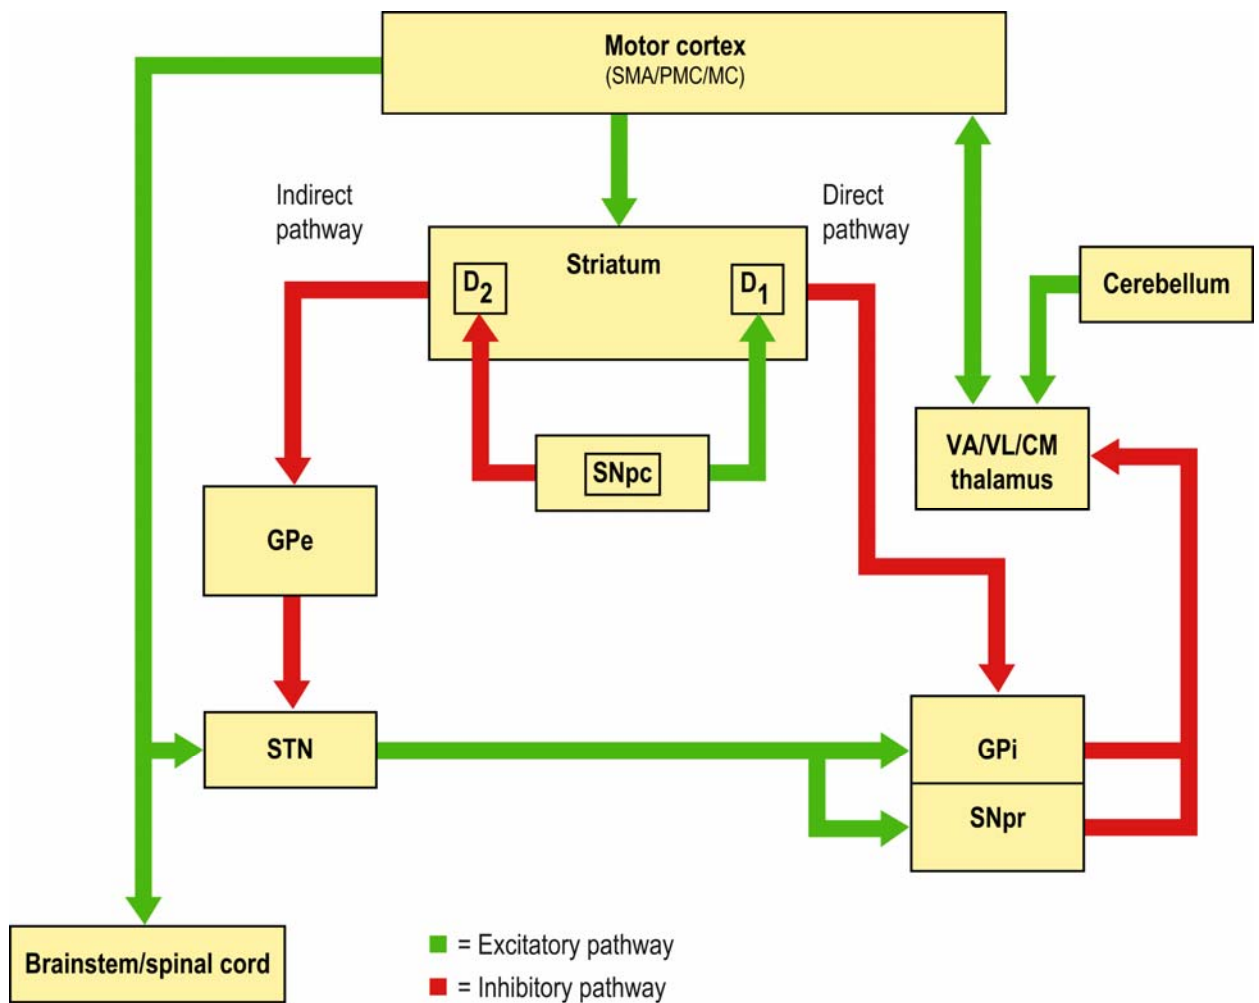 Motor cortex
(SMA/PMC/MC)
Indirect
pathway
Direct
pathway
Striatum
D2
D1
Cerebellum
SNpc
VA/VL/CM
thalamus
GPe
STN
GPi
SNpr
Brainstem/spinal cord
= Excitatory pathway
= Inhibitory pathway